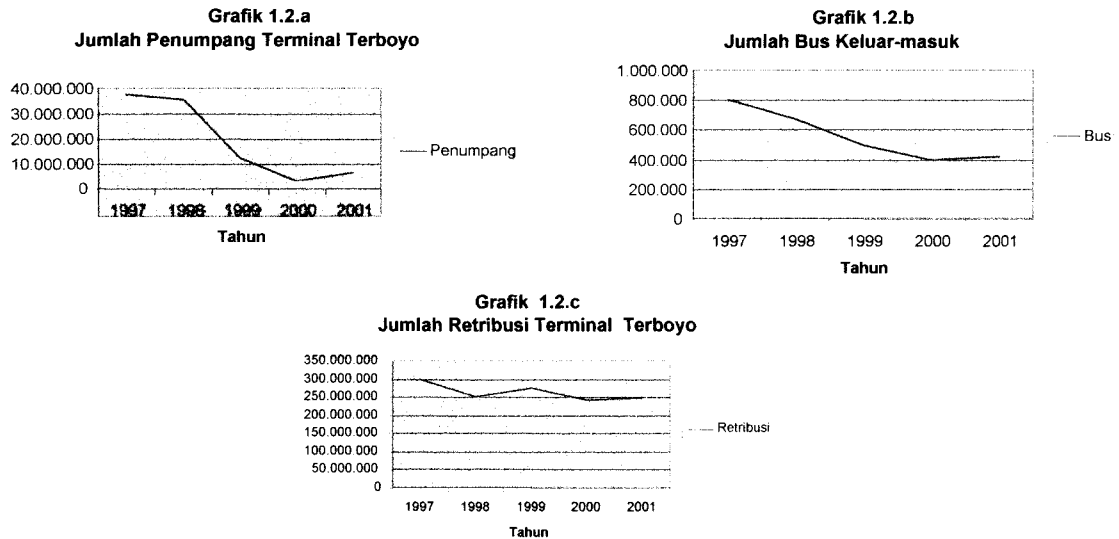 Grafik 1.2.a
Jumlah Penumpang Terminal Terboyo
40.000.000
30.000.000
20.000.000
10.000.000
0
1997 1998 1999 2000 2001
Tahun
Penumpang
Grafik 1.2.b
Jumlah Bus Keluar-masuk
1.000.000
800.000
600.000
400.000
200.000
0
1997 1998 1999 2000 2001
Tahun
Bus
Grafik 1.2.c
Jumlah Retribusi Terminal Terboyo
350.000.000
300.000.000
250.000.000
200.000.000
150.000.000
100.000.000
50.000.000
0
1997 1998 1999 2000 2001
Tahun
Retribusi